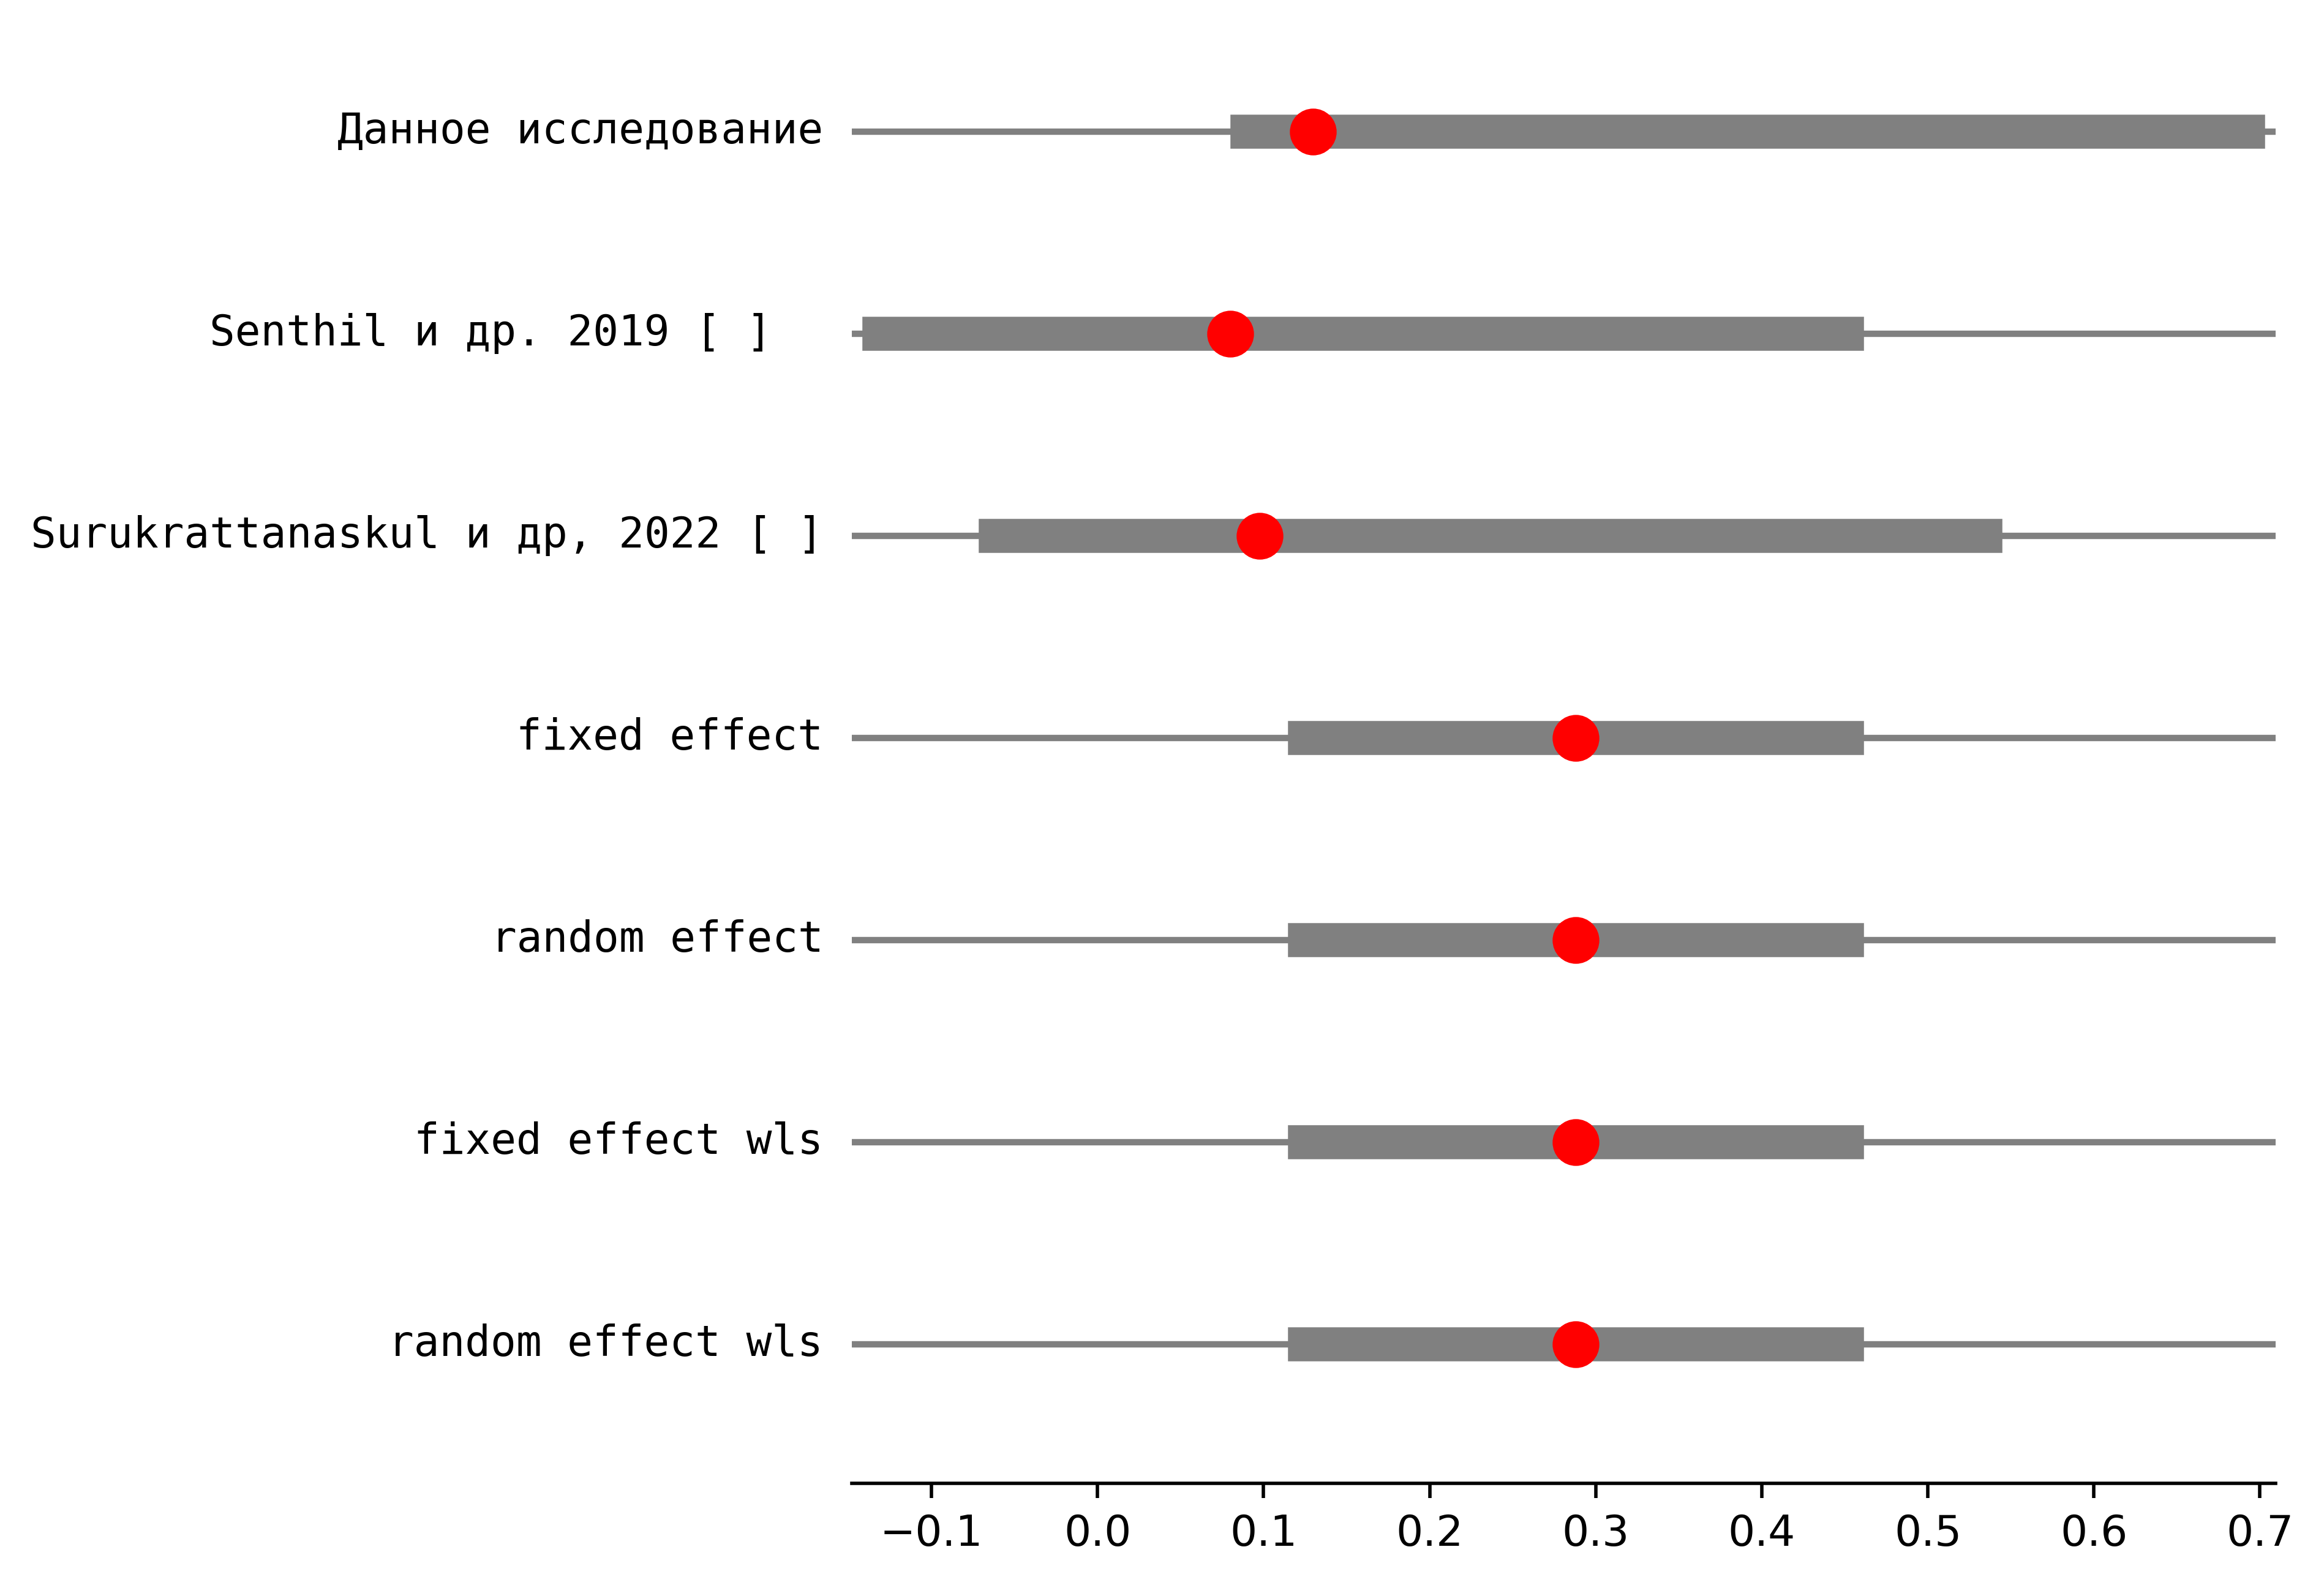 Данное исследование
Senthil и др. 2019 [ ]
Surukrattanaskul и др, 2022 [ ]
fixed effect
random effect
fixed effect wls
random effect wls
−0.1 0.0 0.1 0.2 0.3 0.4 0.5 0.6 0.7